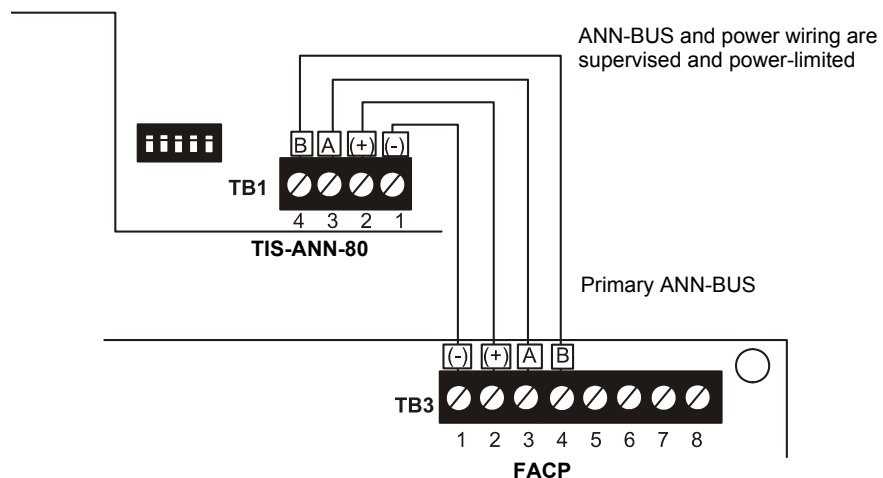 ANN-BUS and power wiring are
supervised and power-limited
B A (+) (-)
TB1
4 3 2 1
TIS-ANN-80
Primary ANN-BUS
(-) (+) A B
TB3
1 2 3 4 5 6 7 8
FACP